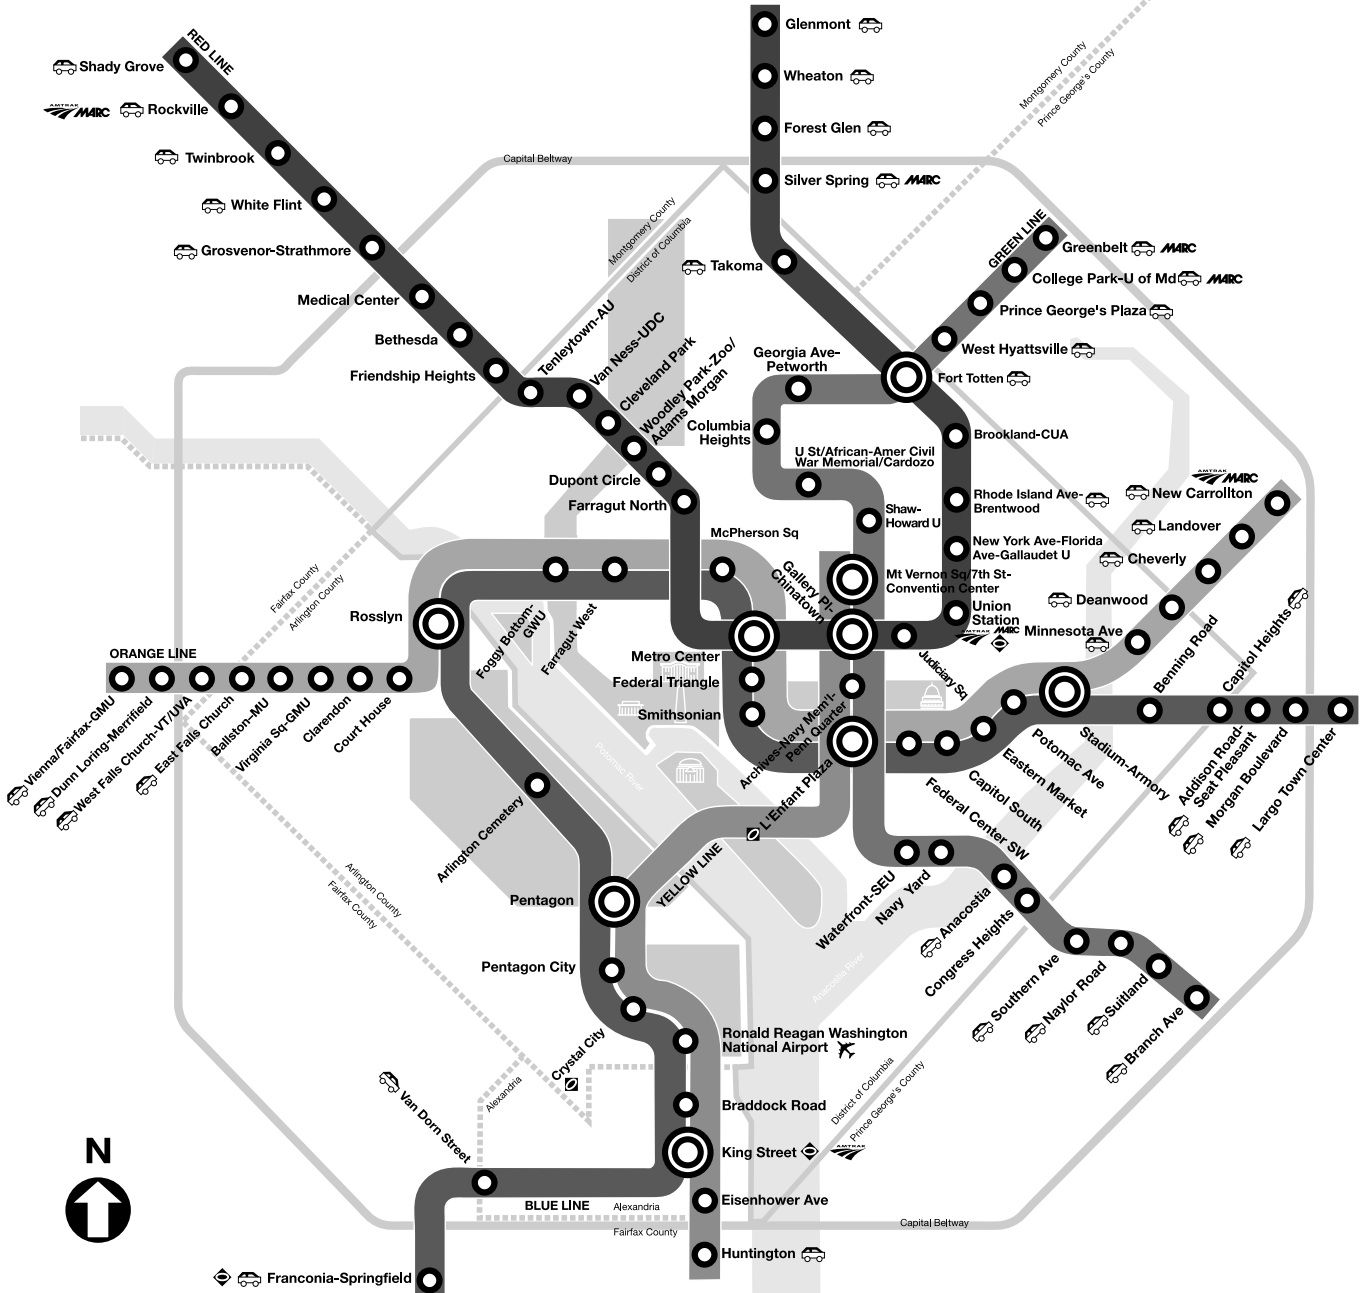 Glenmont
Wheaton
Forest Glen
Silver Spring MARC
Takoma
RED LINE
Shady Grove
AMTRAK MARC Rockville
Twinbrook
White Flint
Grosvenor-Strathmore
Medical Center
Bethesda
Friendship Heights
Tenleytown-AU
Van Ness-UDC
Cleveland Park
Woodley Park-Zoo/
Adams Morgan
Dupont Circle
Farragut North
Capital Beltway
Montgomery County
District of Columbia
Montgomery County
Prince George's County
GREEN LINE
Greenbelt MARC
College Park-U of Md MARC
Prince George's Plaza
West Hyattsville
Fort Totten
Georgia Ave-
Petworth
Columbia
Heights
U St/African-Amer Civil
War Memorial/Cardozo
Shaw-
Howard U
Mt Vernon Sq/7th St-
Convention Center
Gallery Pl-
Chinatown
Brookland-CUA
Rhode Island Ave-
Brentwood
New York Ave-Florida
Ave-Gallaudet U
Union
Station
AMTRAK MARC
Judiciary Sq
AMTRAK MARC
New Carrollton
Landover
Cheverly
Deanwood
Minnesota Ave
Benning Road
Capitol Heights
Addison Road-
Seat Pleasant
Morgan Boulevard
Largo Town Center
Stadium-Armory
Potomac Ave
Eastern Market
Capitol South
Federal Center SW
McPherson Sq
Metro Center
Federal Triangle
Smithsonian
Archives-Navy Mem'l-
Penn Quarter
L'Enfant Plaza
Farragut West
Foggy Bottom-
GWU
Rosslyn
Fairfax County
Arlington County
ORANGE LINE
Vienna/Fairfax-GMU
Dunn Loring-Merrifield
West Falls Church-VT/UVA
East Falls Church
Ballston-MU
Virginia Sq-GMU
Clarendon
Court House
Potomac River
Arlington Cemetery
Arlington County
Fairfax County
YELLOW LINE
Pentagon
Pentagon City
Crystal City
Ronald Reagan Washington
National Airport
Braddock Road
King Street AMTRAK
Eisenhower Ave
Huntington
Waterfront-SEU
Navy Yard
Anacostia
Congress Heights
Southern Ave
Naylor Road
Suitland
Branch Ave
Anacostia River
District of Columbia
Prince George's County
Alexandria
Van Dorn Street
BLUE LINE
Alexandria
Fairfax County
Capital Beltway
Franconia-Springfield
N